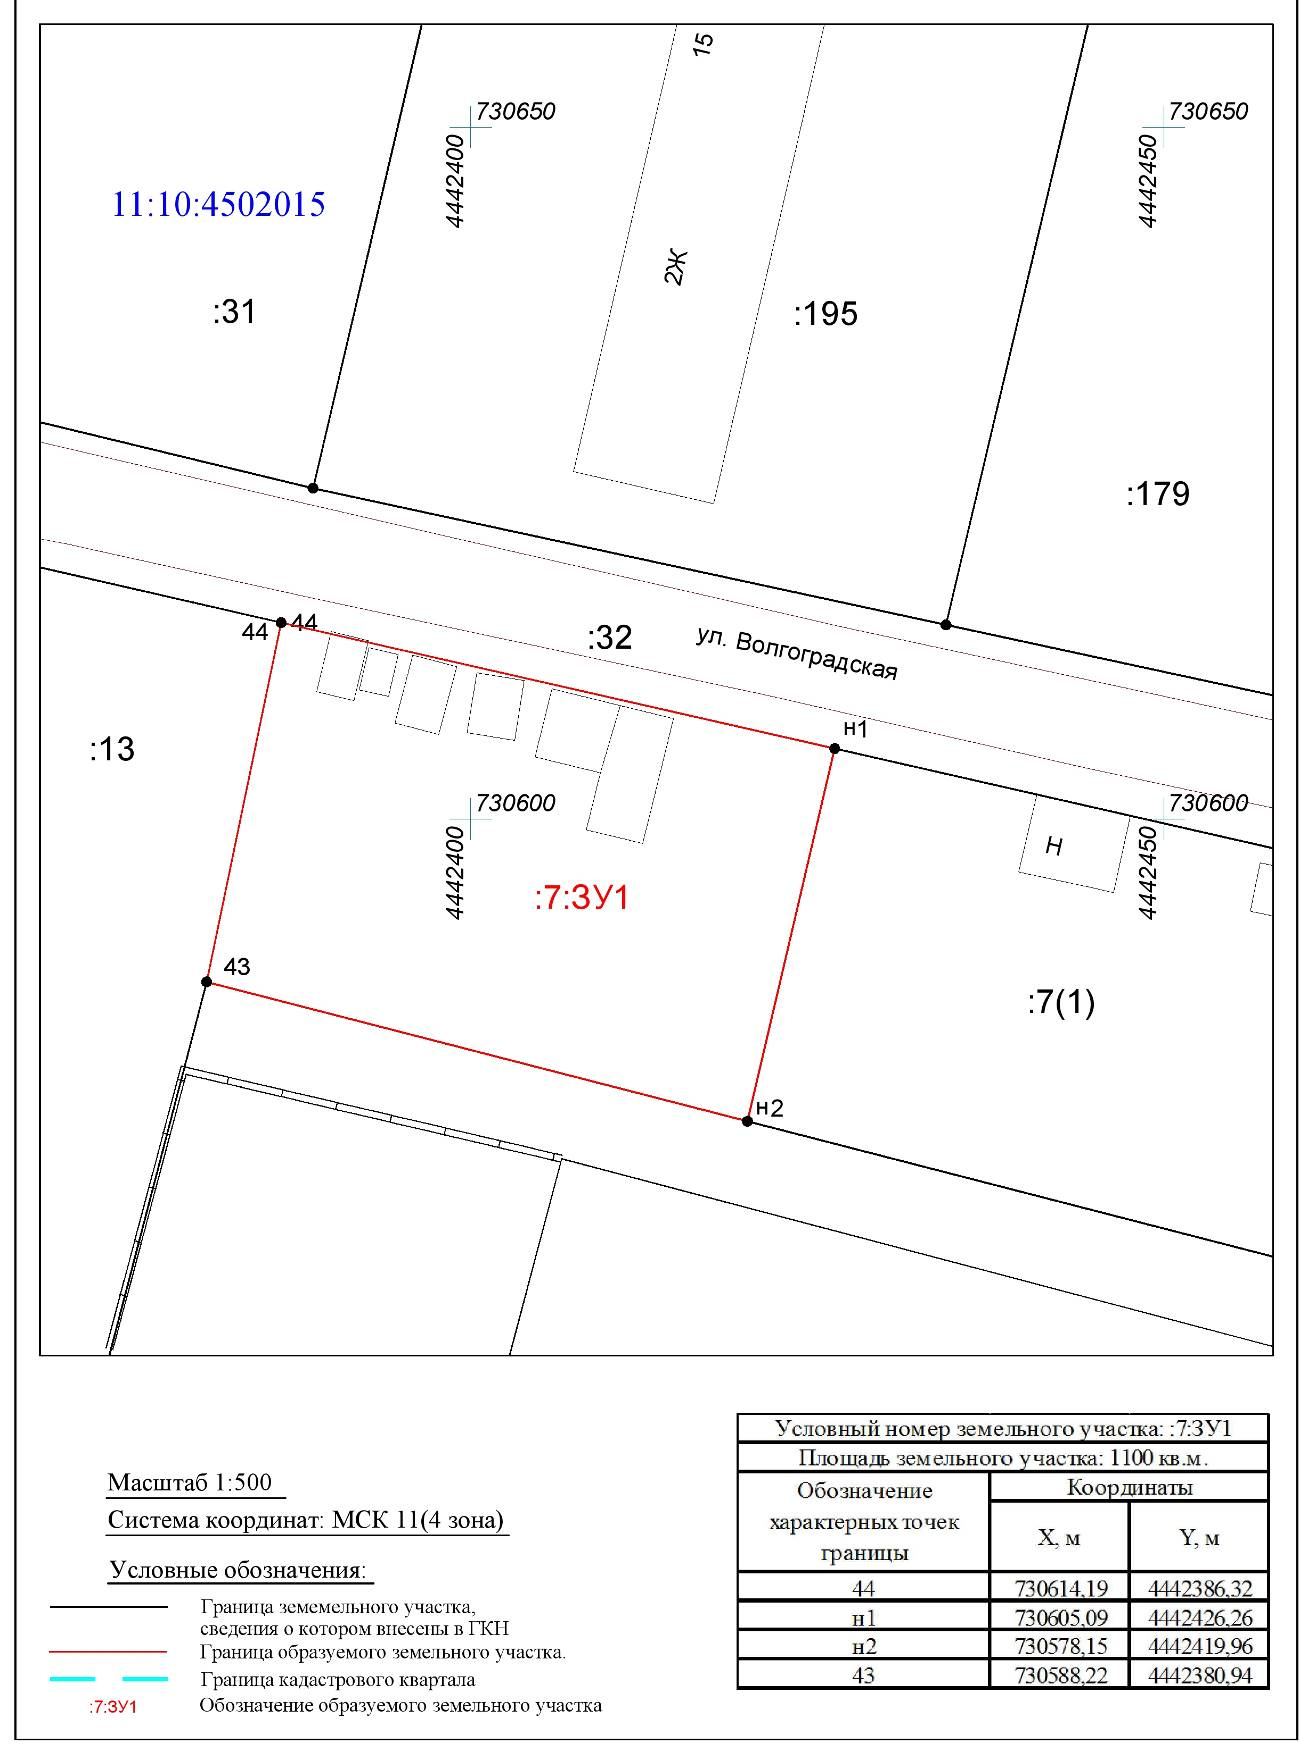 15
730650
4442400
730650
4442450
11:10:4502015
2Ж
:31
:195
:179
44
44
:32
ул. Волгоградская
н1
:13
730600
4442400
730600
4442450
Н
:7:ЗУ1
43
:7(1)
н2
Условный номер земельного участка: :7:ЗУ1
Площадь земельного участка: 1100 кв.м.
Обозначение
характерных точек
границы
Координаты
X, м
Y, м
44 730614,19 4442386,32
н1 730605,09 4442426,26
н2 730578,15 4442419,96
43 730588,22 4442380,94
Масштаб 1:500
Система координат: МСК 11(4 зона)
Условные обозначения:
Граница землемельного участка,
сведения о котором внесены в ГКН
Граница образуемого земельного участка.
Граница кадастрового квартала
:7:ЗУ1 Обозначение образуемого земельного участка